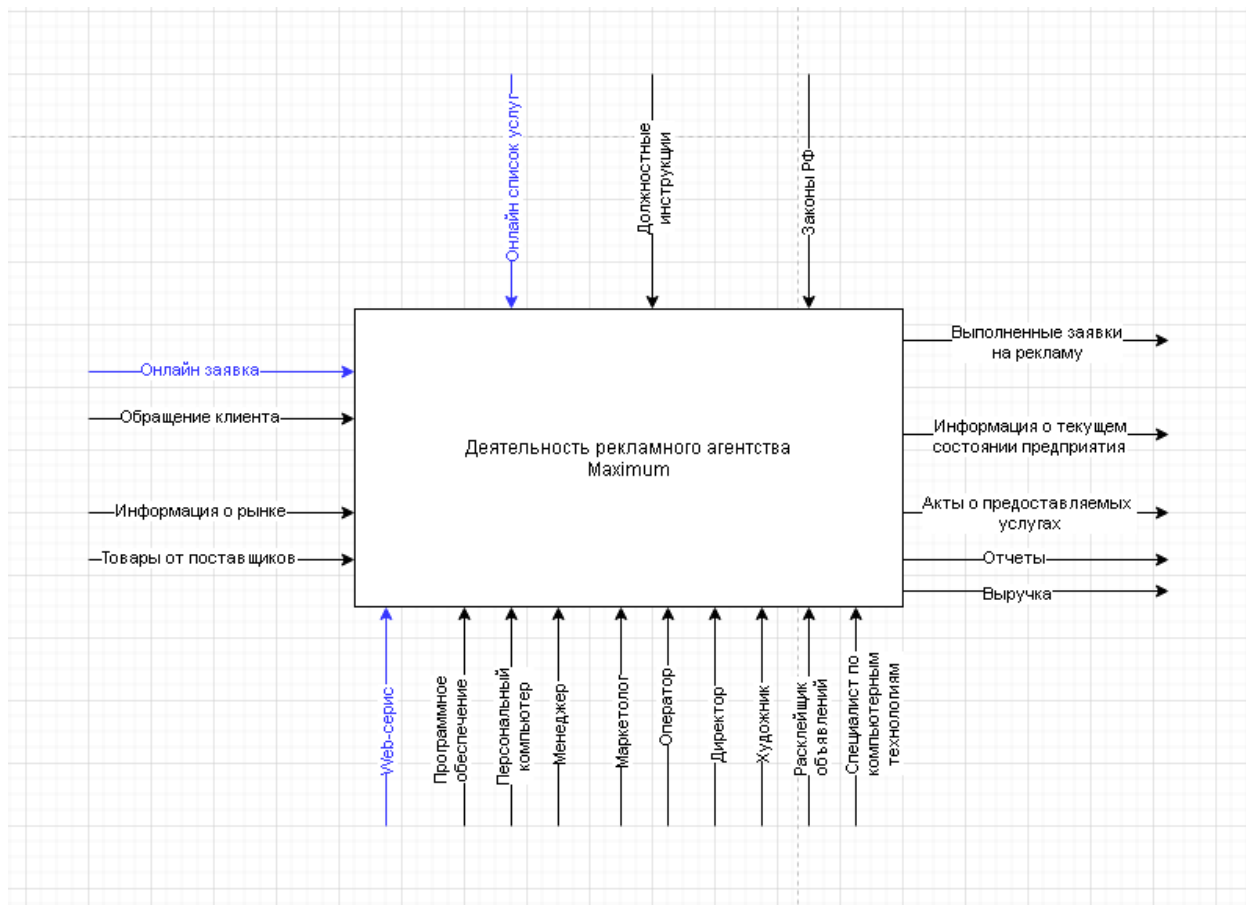 Онлайн список услуг
Должностные
инструкции
Законы РФ
Онлайн заявка
Обращение клиента
Информация о рынке
Товары от поставщиков
Деятельность рекламного агентства
Maximum
Выполненные заявки
на рекламу
Информация о текущем
состоянии предприятия
Акты о предоставляемых
услугах
Отчеты
Выручка
Web-серис
Программное
обеспечение
Персональный
компьютер
Менеджер
Маркетолог
Оператор
Директор
Художник
Расклейщик
объявлений
Специалист по
компьютерным
технологиям